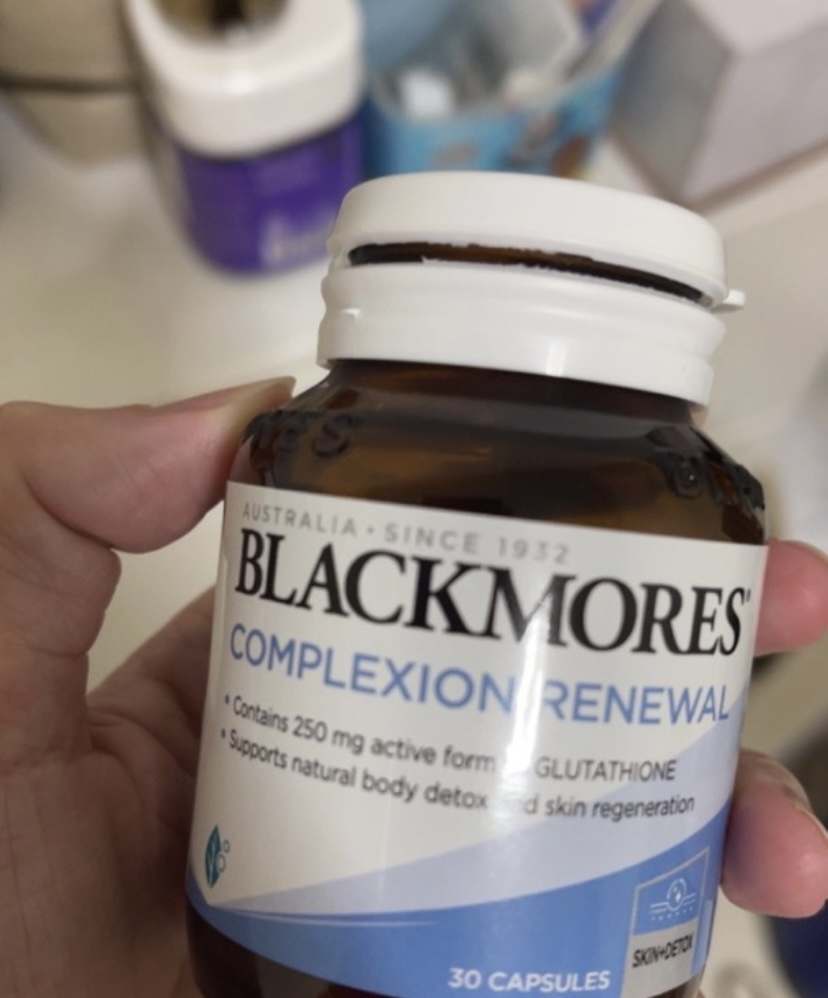 AUSTRALIA • SINCE 1932
BLACKMORES®
COMPLEXION RENEWAL
• Contains 250 mg active form GLUTATHIONE
• Supports natural body detox and skin regeneration
SKIN+DETOX
30 CAPSULES